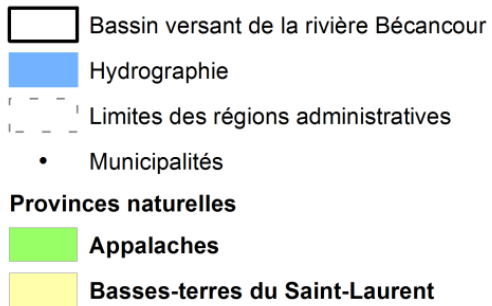 Bassin versant de la rivière Bécancour
Hydrographie
Limites des régions administratives
Municipalités
Provinces naturelles
Appalaches
Basses-terres du Saint-Laurent